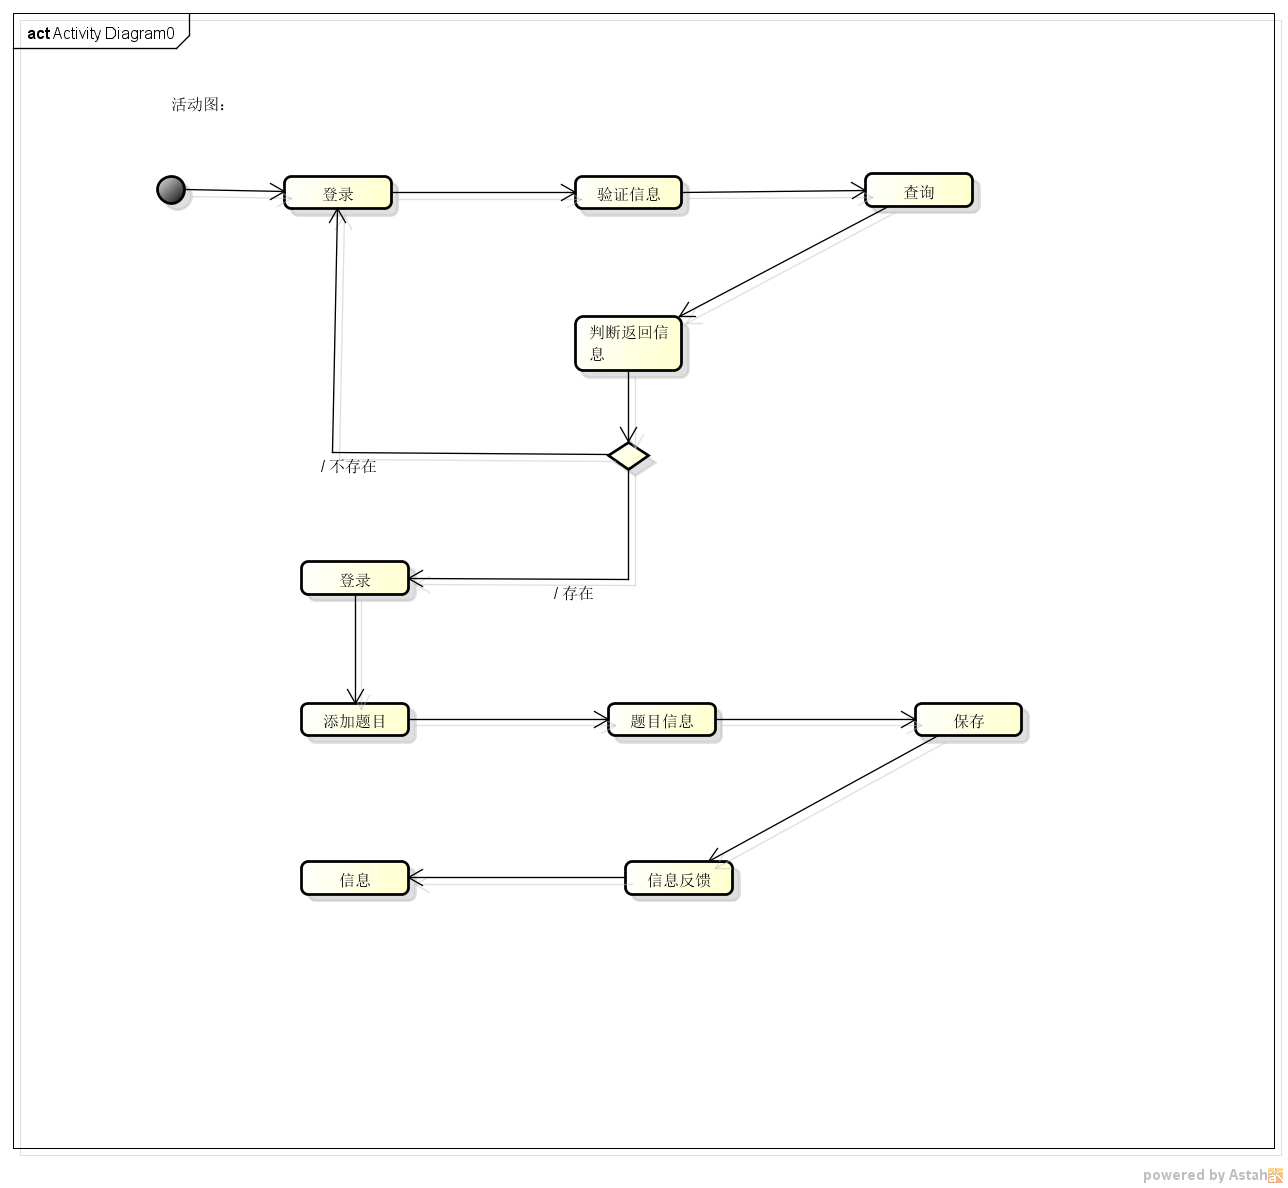 act Activity Diagram0
活动图：
登录
验证信息
查询
判断返回信
息
/ 不存在
登录
/ 存在
添加题目
题目信息
保存
信息
信息反馈
powered by Astah